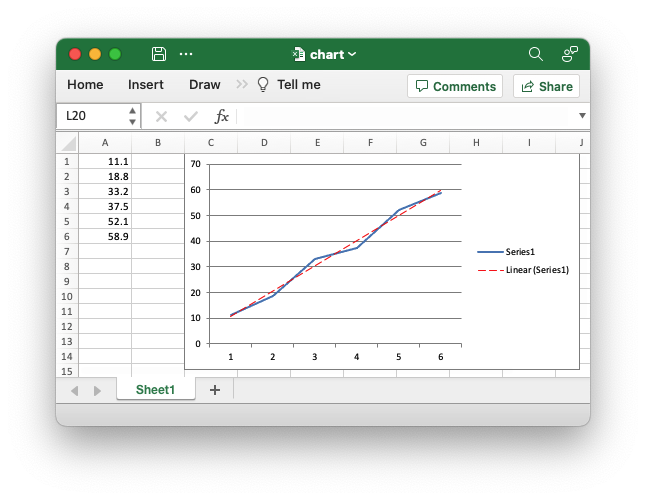 chart
Home Insert Draw Tell me Comments Share
L20 fx
A B C D E F G H I J
1 11.1
2 18.8
3 33.2
4 37.5
5 52.1
6 58.9
7
8
9
10
11
12
13
14
15
70
60
50
40
30
20
10
0
1 2 3 4 5 6
Series1
Linear (Series1)
Sheet1